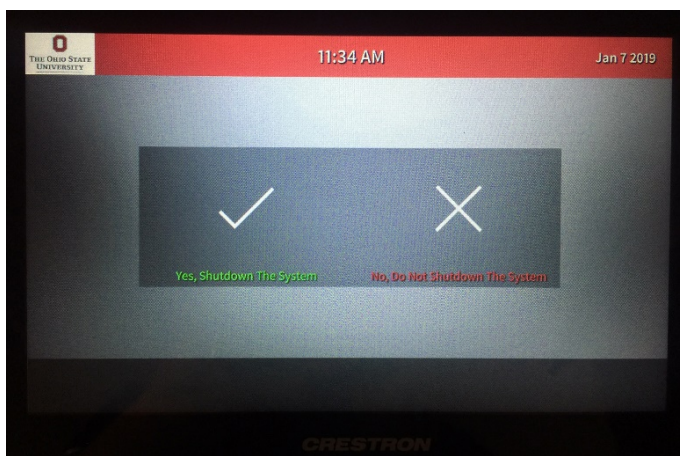 O
THE OHIO STATE
UNIVERSITY
11:34 AM
Jan 7 2019
Yes, Shutdown The System
No, Do Not Shutdown The System
CRESTRON